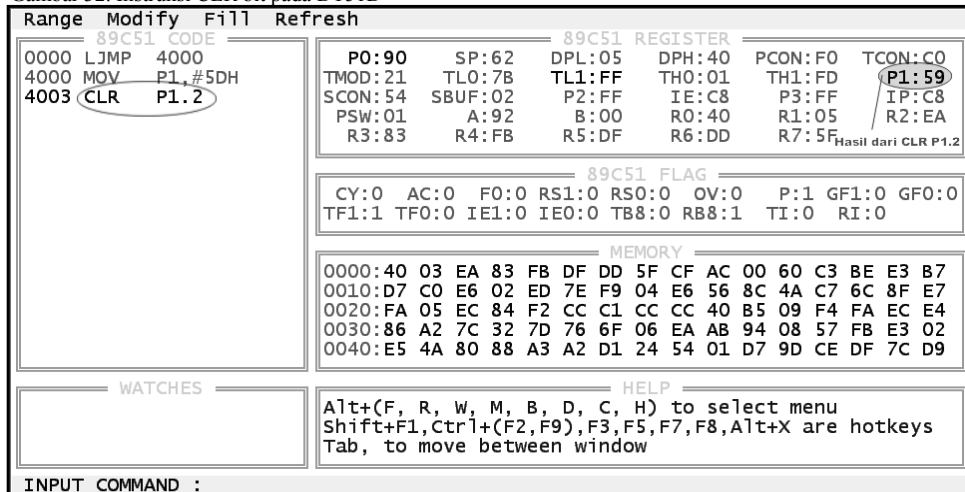 Range Modify Fill Refresh
89C51 CODE
0000 LJMP 4000
4000 MOV P1,#5DH
4003 CLR P1.2
89C51 REGISTER
P0:90 SP:62 DPL:05 DPH:40 PCON:F0 TCON:C0
TMOD:21 TL0:7B TL1:FF TH0:01 TH1:FD P1:59
SCON:54 SBUF:02 P2:FF IE:C8 P3:FF IP:C8
PSW:01 A:92 B:00 R0:40 R1:05 R2:EA
R3:83 R4:FB R5:DF R6:DD R7:5F
Hasil dari CLR P1.2
89C51 FLAG
CY:0 AC:0 F0:0 RS1:0 RS0:0 OV:0 P:1 GF1:0 GF0:0
TF1:1 TF0:0 IE1:0 IE0:0 TB8:0 RB8:1 TI:0 RI:0
MEMORY
0000:40 03 EA 83 FB DF DD 5F CF AC 00 60 C3 BE E3 B7
0010:D7 C0 E6 02 ED 7E F9 04 E6 56 8C 4A C7 6C 8F E7
0020:FA 05 EC 84 F2 CC C1 CC CC 40 B5 09 F4 FA EC E4
0030:86 A2 7C 32 7D 76 6F 06 EA AB 94 08 57 FB E3 02
0040:E5 4A 80 88 A3 A2 D1 24 54 01 D7 9D CE DF 7C D9
WATCHES
HELP
Alt+(F, R, W, M, B, D, C, H) to select menu
Shift+F1,Ctrl+(F2,F9),F3,F5,F7,F8,Alt+X are hotkeys
Tab, to move between window
INPUT COMMAND :